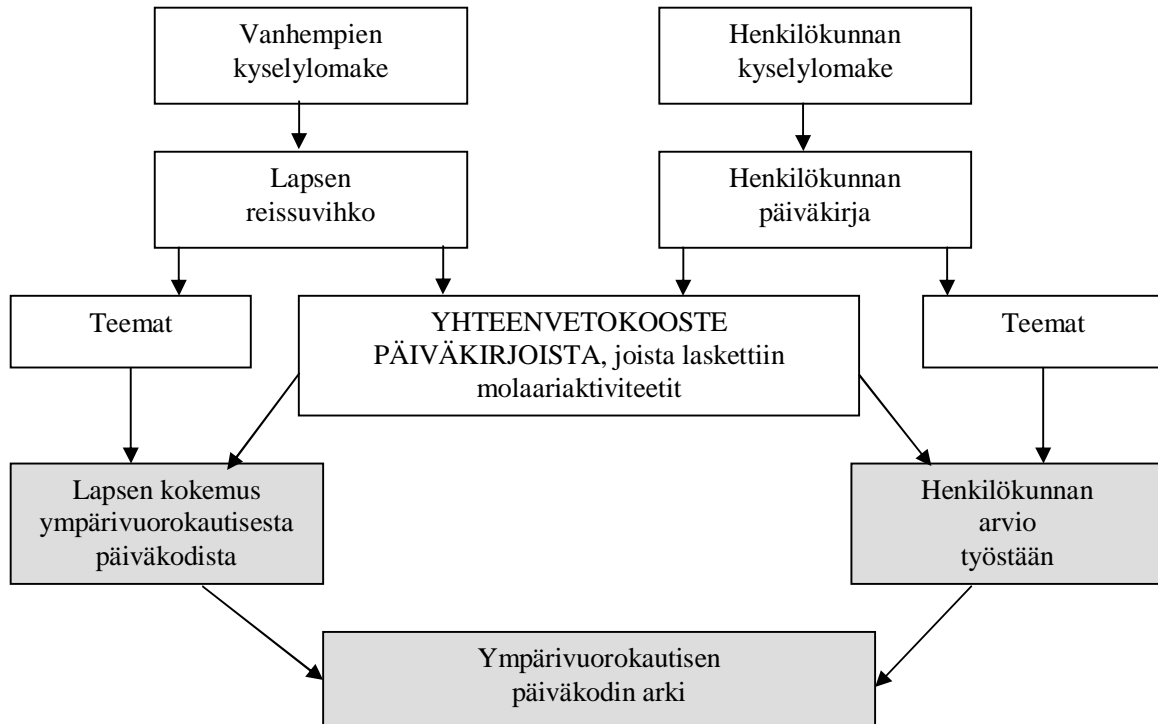 Vanhempien
kyselylomake
Henkilökunnan
kyselylomake
Lapsen
reissuvihko
Henkilökunnan
päiväkirja
Teemat
YHTEENVETOKOOSTE
PÄIVÄKIRJOISTA, joista laskettiin
molaariaktiviteetit
Teemat
Lapsen kokemus
ympärivuorokautisesta
päiväkodista
Henkilökunnan
arvio
työstään
Ympärivuorokautisen
päiväkodin arki